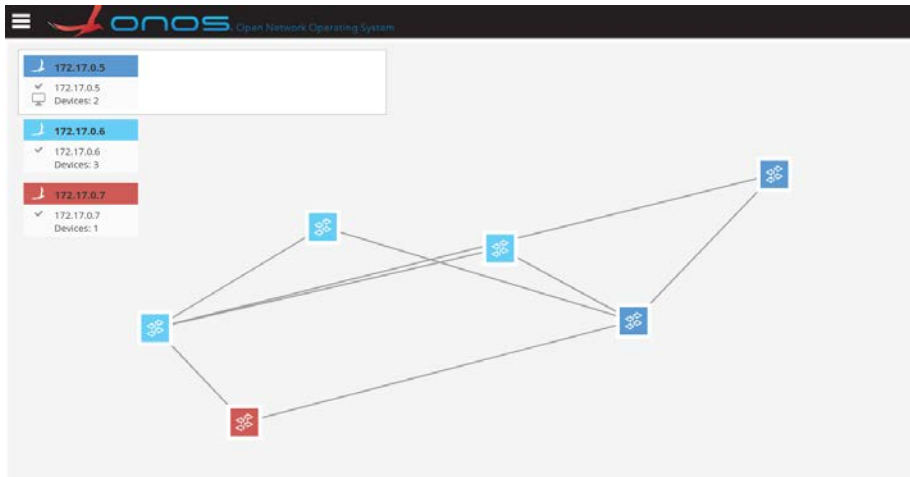 onos. Open Network Operating System
172.17.0.5
172.17.0.5
Devices: 2
172.17.0.6
172.17.0.6
Devices: 3
172.17.0.7
172.17.0.7
Devices: 1